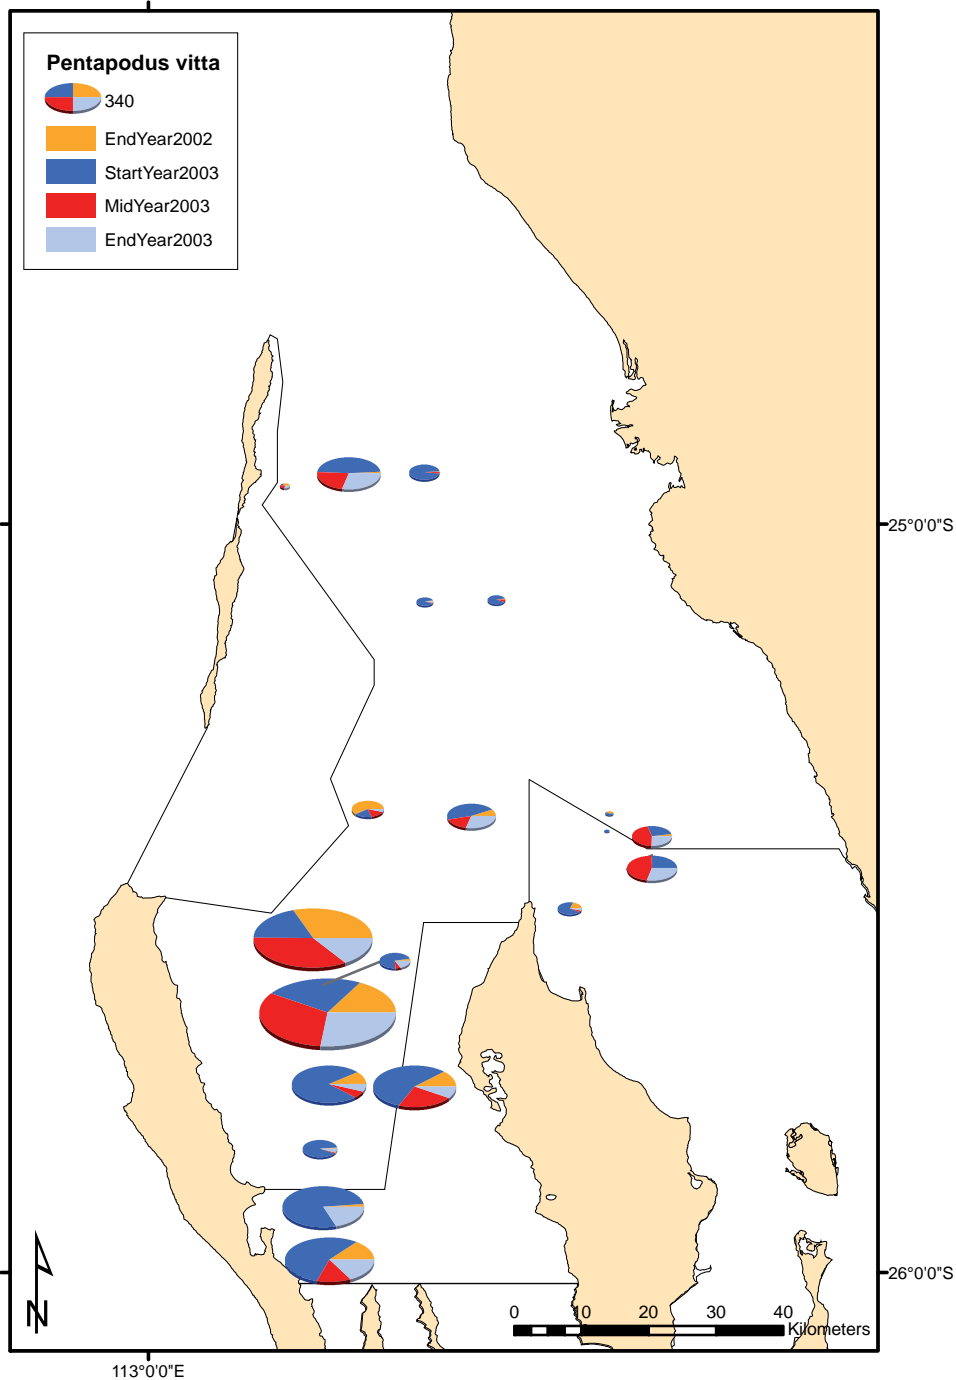 Pentapodus vitta
340
EndYear2002
StartYear2003
MidYear2003
EndYear2003
25°0'0"S
26°0'0"S
0 10 20 30 40
Kilometers
N
113°0'0"E